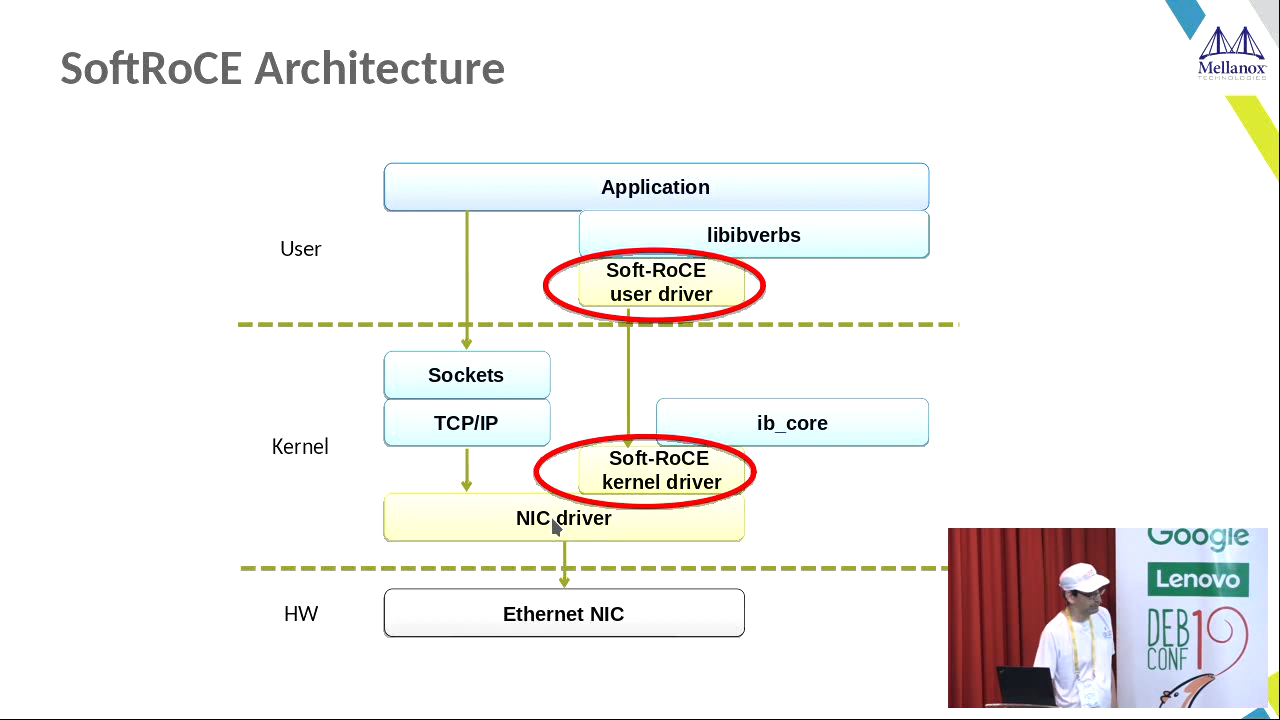 SoftRoCE Architecture
Mellanox
TECHNOLOGIES
Application
libibverbs
User
Soft-RoCE
user driver
Sockets
TCP/IP
ib_core
Kernel
Soft-RoCE
kernel driver
NIC driver
HW
Ethernet NIC
Google
Lenovo
DEB
CONF
19